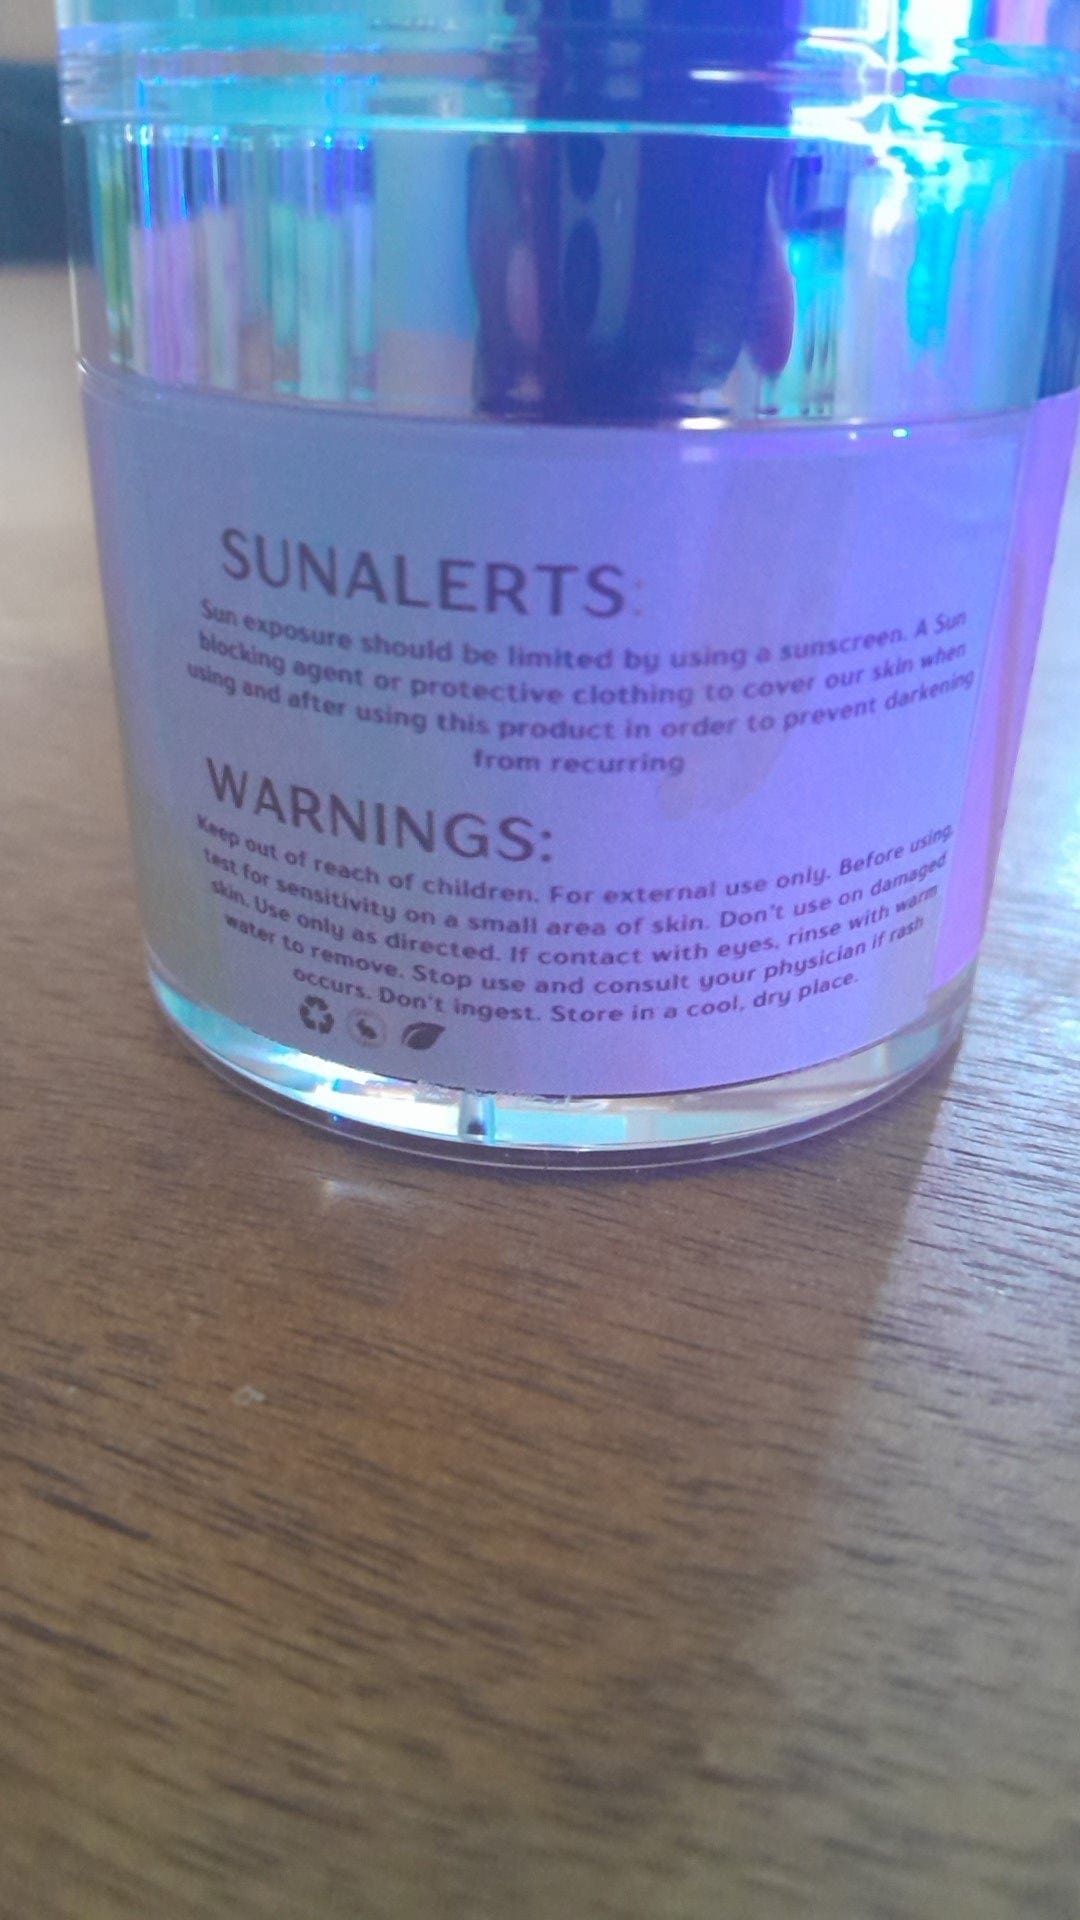 SUNALERTS:
Sun exposure should be limited by using a sunscreen. A Sun
blocking agent or protective clothing to cover our skin when
using and after using this product in order to prevent darkening
from recurring
WARNINGS:
Keep out of reach of children. For external use only. Before using,
test for sensitivity on a small area of skin. Don't use on damaged
skin. Use only as directed. If contact with eyes, rinse with warm
water to remove. Stop use and consult your physician if rash
occurs. Don't ingest. Store in a cool, dry place.